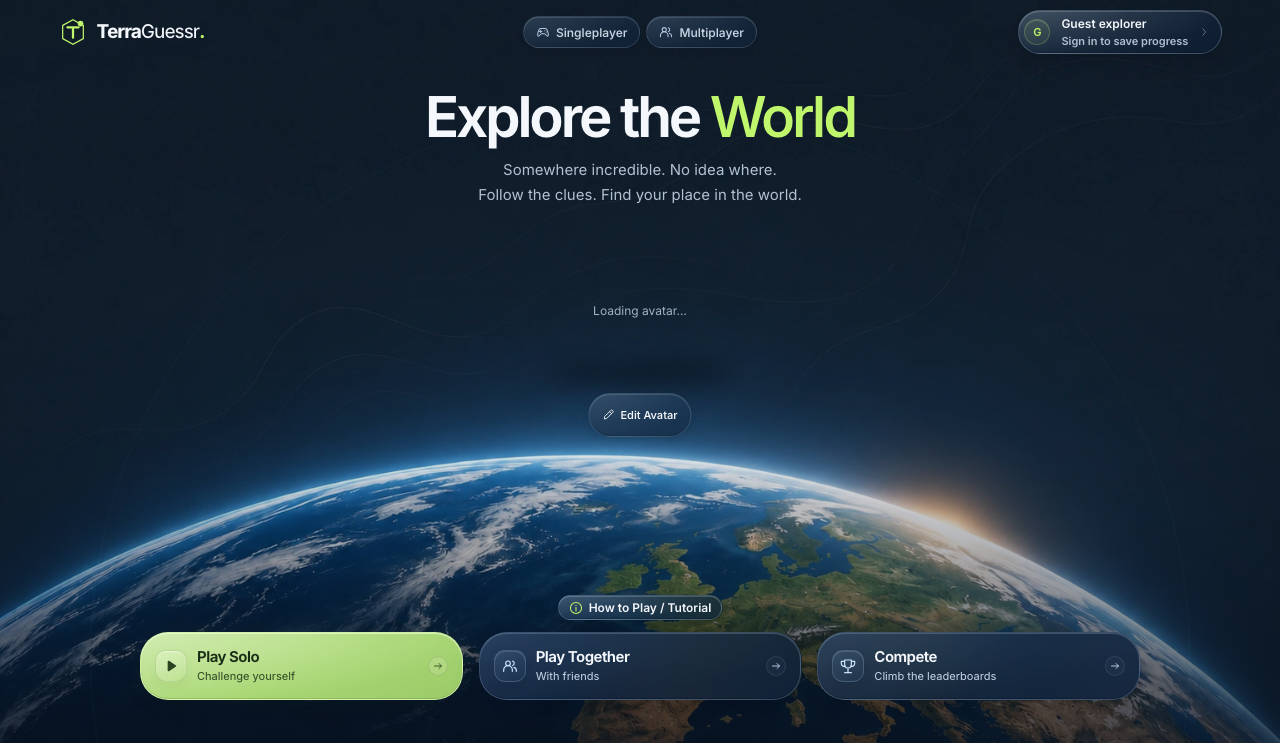 TerraGuessr.
Singleplayer
Multiplayer
G
Guest explorer
Sign in to save progress
Explore the World
Somewhere incredible. No idea where.
Follow the clues. Find your place in the world.
Loading avatar...
Edit Avatar
How to Play / Tutorial
Play Solo
Challenge yourself
Play Together
With friends
Compete
Climb the leaderboards